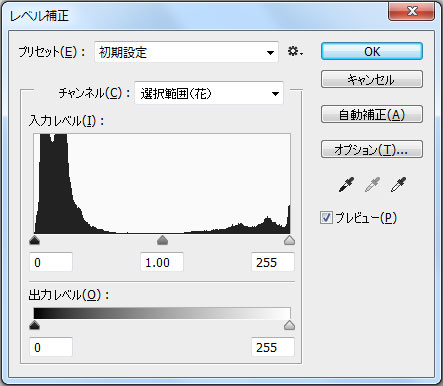 レベル補正
プリセット(E)： 初期設定
OK
キャンセル
チャンネル(C)： 選択範囲〈花〉
自動補正(A)
入力レベル(I)：
オプション(T)...
プレビュー(P)
0 1.00 255
出力レベル(O)：
0 255